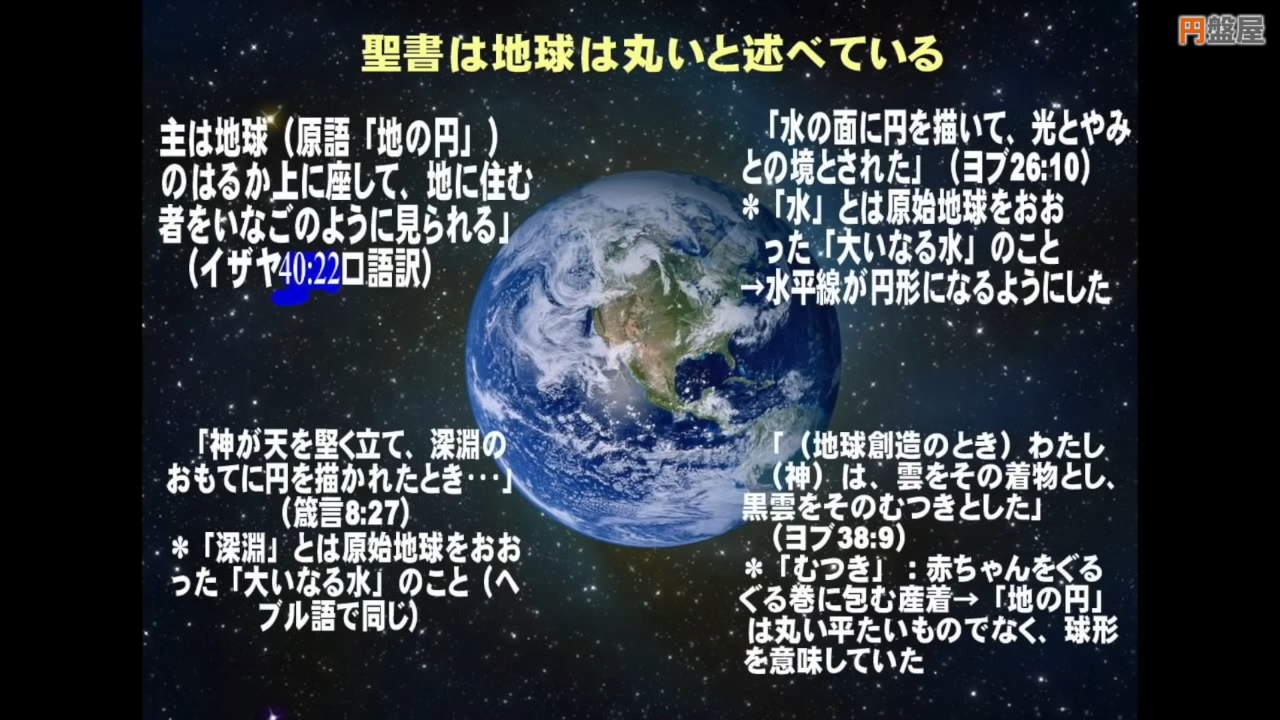 円盤屋
聖書は地球は丸いと述べている
主は地球（原語「地の円」）
のはるか上に座して、地に住む
者をいなごのように見られる」
（イザヤ40:22口語訳）
「水の面に円を描いて、光とやみ
との境とされた」（ヨブ26:10）
＊「水」とは原始地球をおお
った「大いなる水」のこと
→水平線が円形になるようにした
「神が天を堅く立て、深淵の
おもてに円を描かれたとき･･･」
（箴言8:27）
＊「深淵」とは原始地球をおお
った「大いなる水」のこと（ヘ
ブル語で同じ）
「（地球創造のとき）わたし
（神）は、雲をその着物とし、
黒雲をそのむつきとした」
（ヨブ38:9）
＊「むつき」：赤ちゃんをぐる
ぐる巻に包む産着→「地の円」
は丸い平たいものでなく、球形
を意味していた